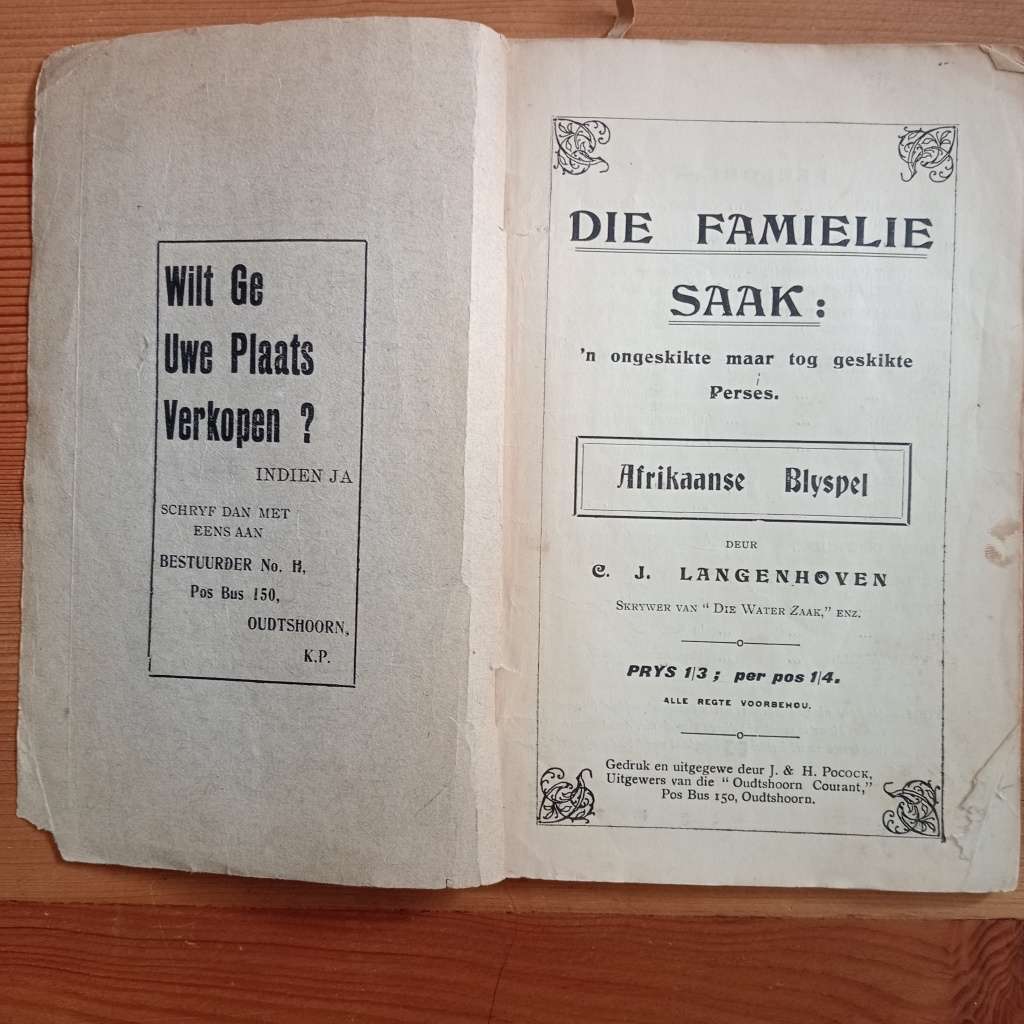 Wilt Ge
Uwe Plaats
Verkopen ?
INDIEN JA
SCHRYF DAN MET
EENS AAN
BESTUURDER No. H,
Pos Bus 150,
OUDTSHOORN,
K.P.
DIE FAMIELIE
SAAK :
'n ongeskikte maar tog geskikte
Perses.
Afrikaanse Blyspel
DEUR
C. J. LANGENHOVEN
SKRYWER VAN "DIE WATER ZAAK," ENZ.
PRYS 1/3 ; per pos 1/4.
ALLE REGTE VOORBEHOU.
Gedruk en uitgegewe deur J. & H. POCOCK,
Uitgewers van die "Oudtshoorn Courant,"
Pos Bus 150, Oudtshoorn.